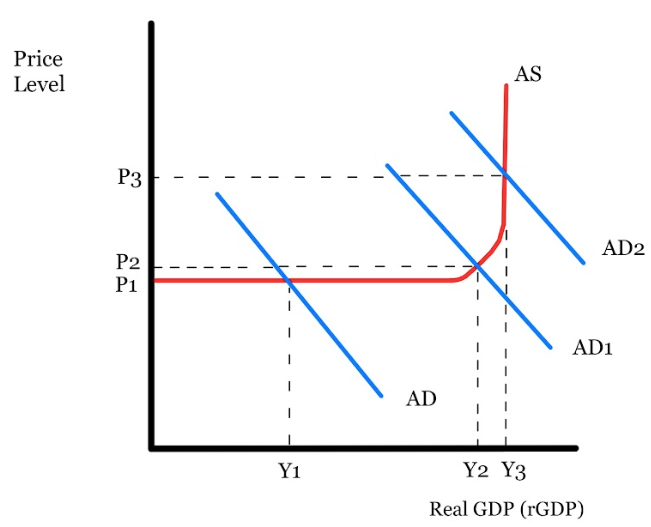 Price
Level
AS
P3
AD2
P2
P1
AD1
AD
Y1
Y2
Y3
Real GDP (rGDP)